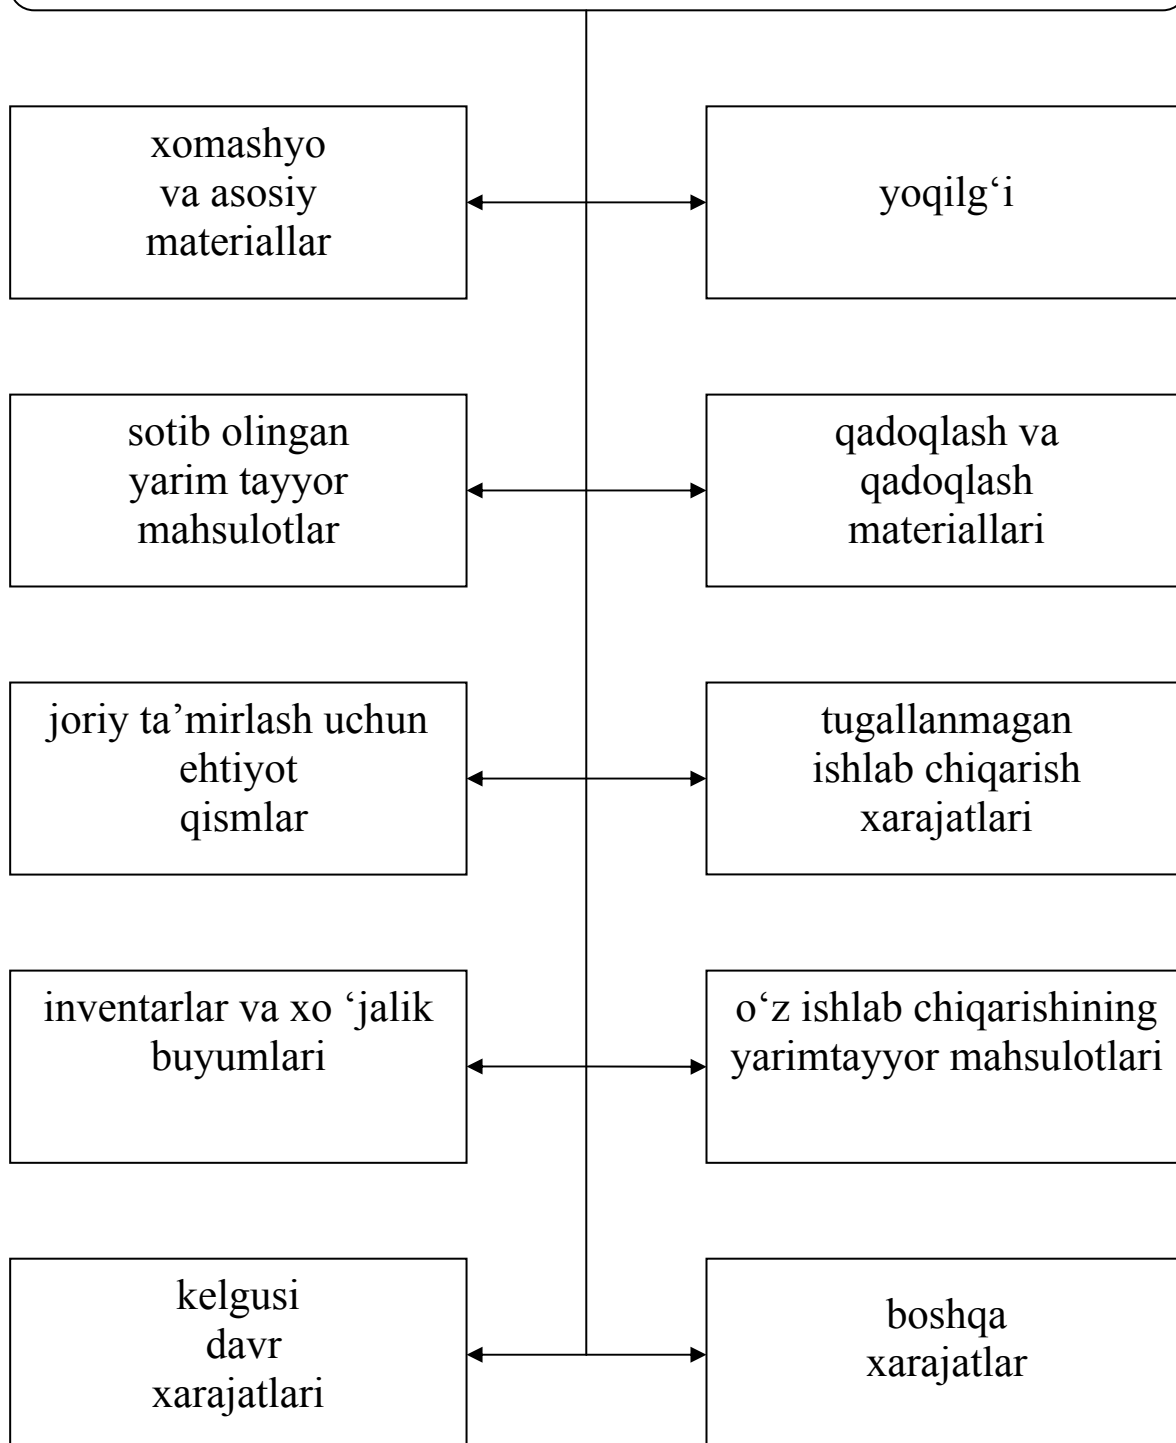 xomashyo
va asosiy
materiallar
yoqilg‘i
sotib olingan
yarim tayyor
mahsulotlar
qadoqlash va
qadoqlash
materiallari
joriy ta’mirlash uchun
ehtiyot
qismlar
tugallanmagan
ishlab chiqarish
xarajatlari
inventarlar va xo ‘jalik
buyumlari
o‘z ishlab chiqarishining
yarimtayyor mahsulotlari
kelgusi
davr
xarajatlari
boshqa
xarajatlar